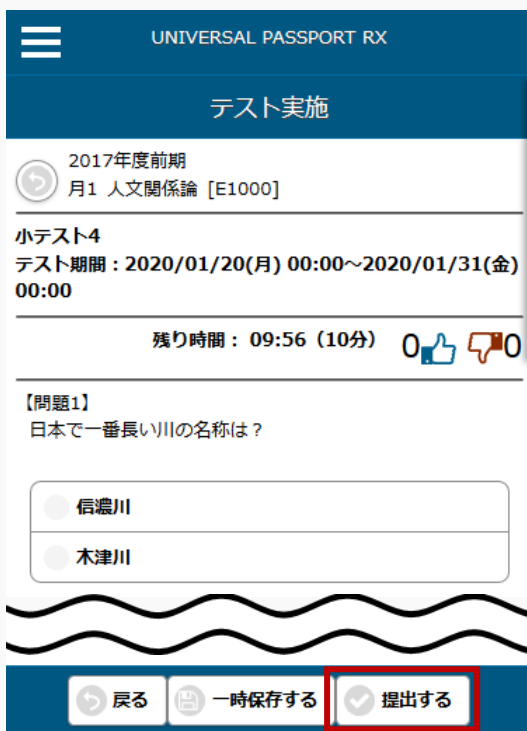 UNIVERSAL PASSPORT RX
テスト実施
2017年度前期
月1 人文関係論 [E1000]
小テスト4
テスト期間：2020/01/20(月) 00:00～2020/01/31(金)
00:00
残り時間： 09:56（10分） 0 0
【問題1】
日本で一番長い川の名称は？
信濃川
木津川
戻る 一時保存する 提出する